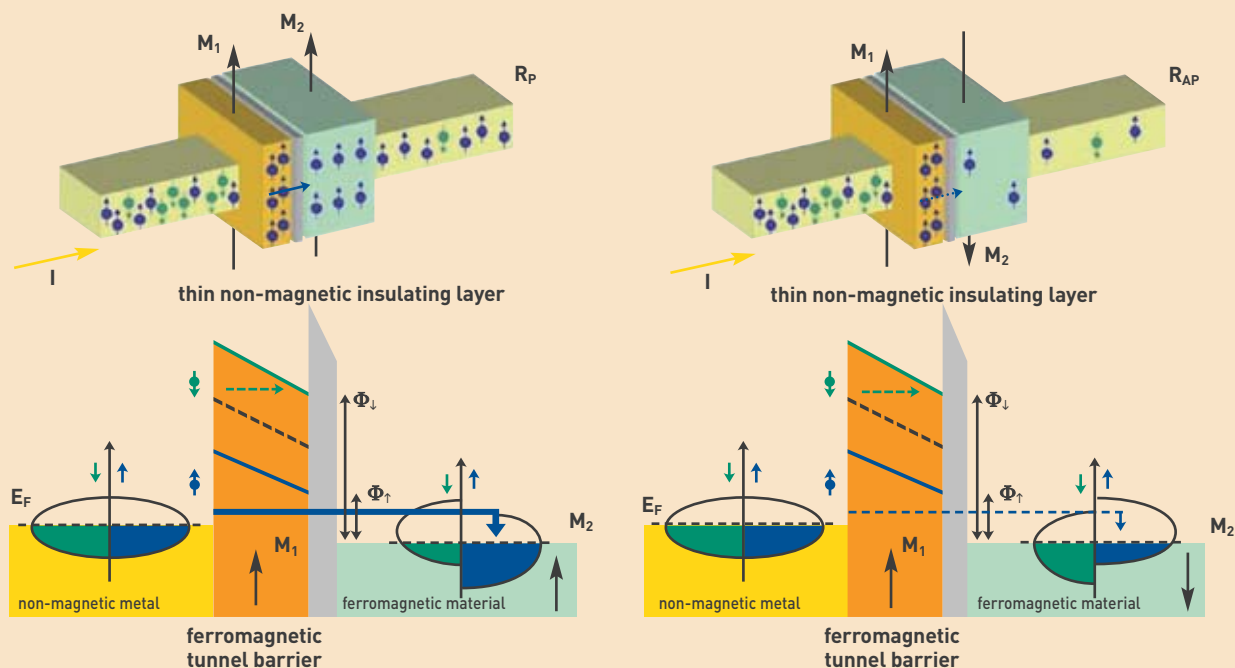 M₁
M₂
R_P
I
thin non-magnetic insulating layer
Φ↓
Φ↑
E_F
M₁
M₂
non-magnetic metal
ferromagnetic material
ferromagnetic
tunnel barrier
M₁
R_AP
M₂
I
thin non-magnetic insulating layer
Φ↓
Φ↑
E_F
M₁
M₂
non-magnetic metal
ferromagnetic material
ferromagnetic
tunnel barrier